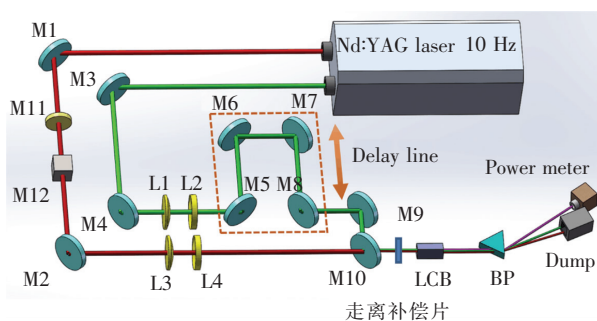 M1
Nd:YAG laser 10 Hz
M3
M6
M7
M11
Delay line
Power meter
M12
L1
L2
M5
M8
M4
M9
M2
L3
L4
M10
LCB
BP
Dump
走离补偿片